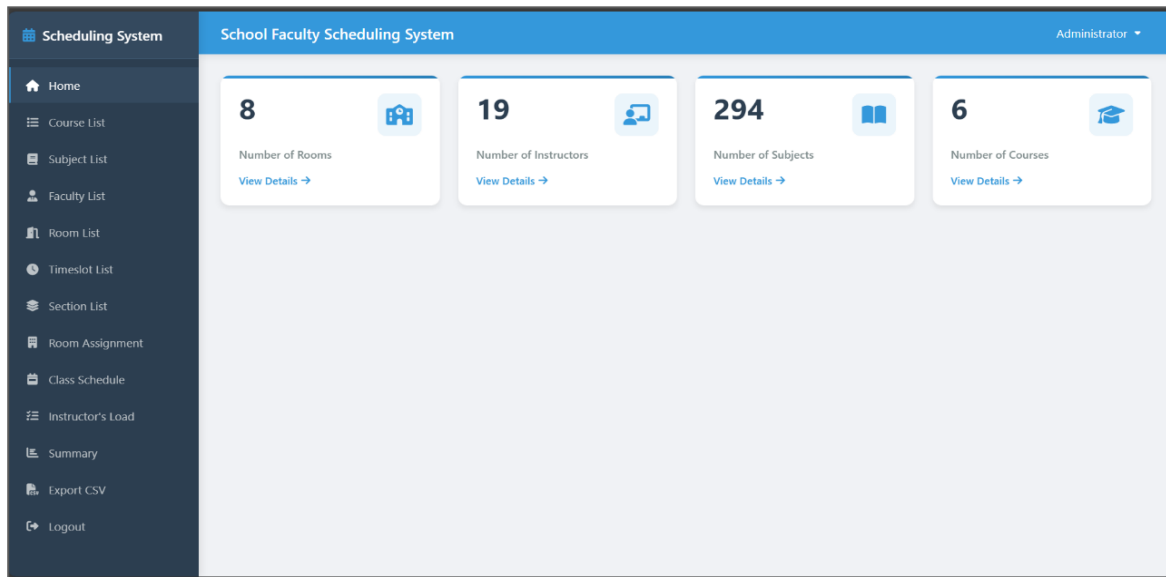 Scheduling System
School Faculty Scheduling System
Administrator
Home
Course List
Subject List
Faculty List
Room List
Timeslot List
Section List
Room Assignment
Class Schedule
Instructor's Load
Summary
Export CSV
Logout
8
Number of Rooms
View Details →
19
Number of Instructors
View Details →
294
Number of Subjects
View Details →
6
Number of Courses
View Details →